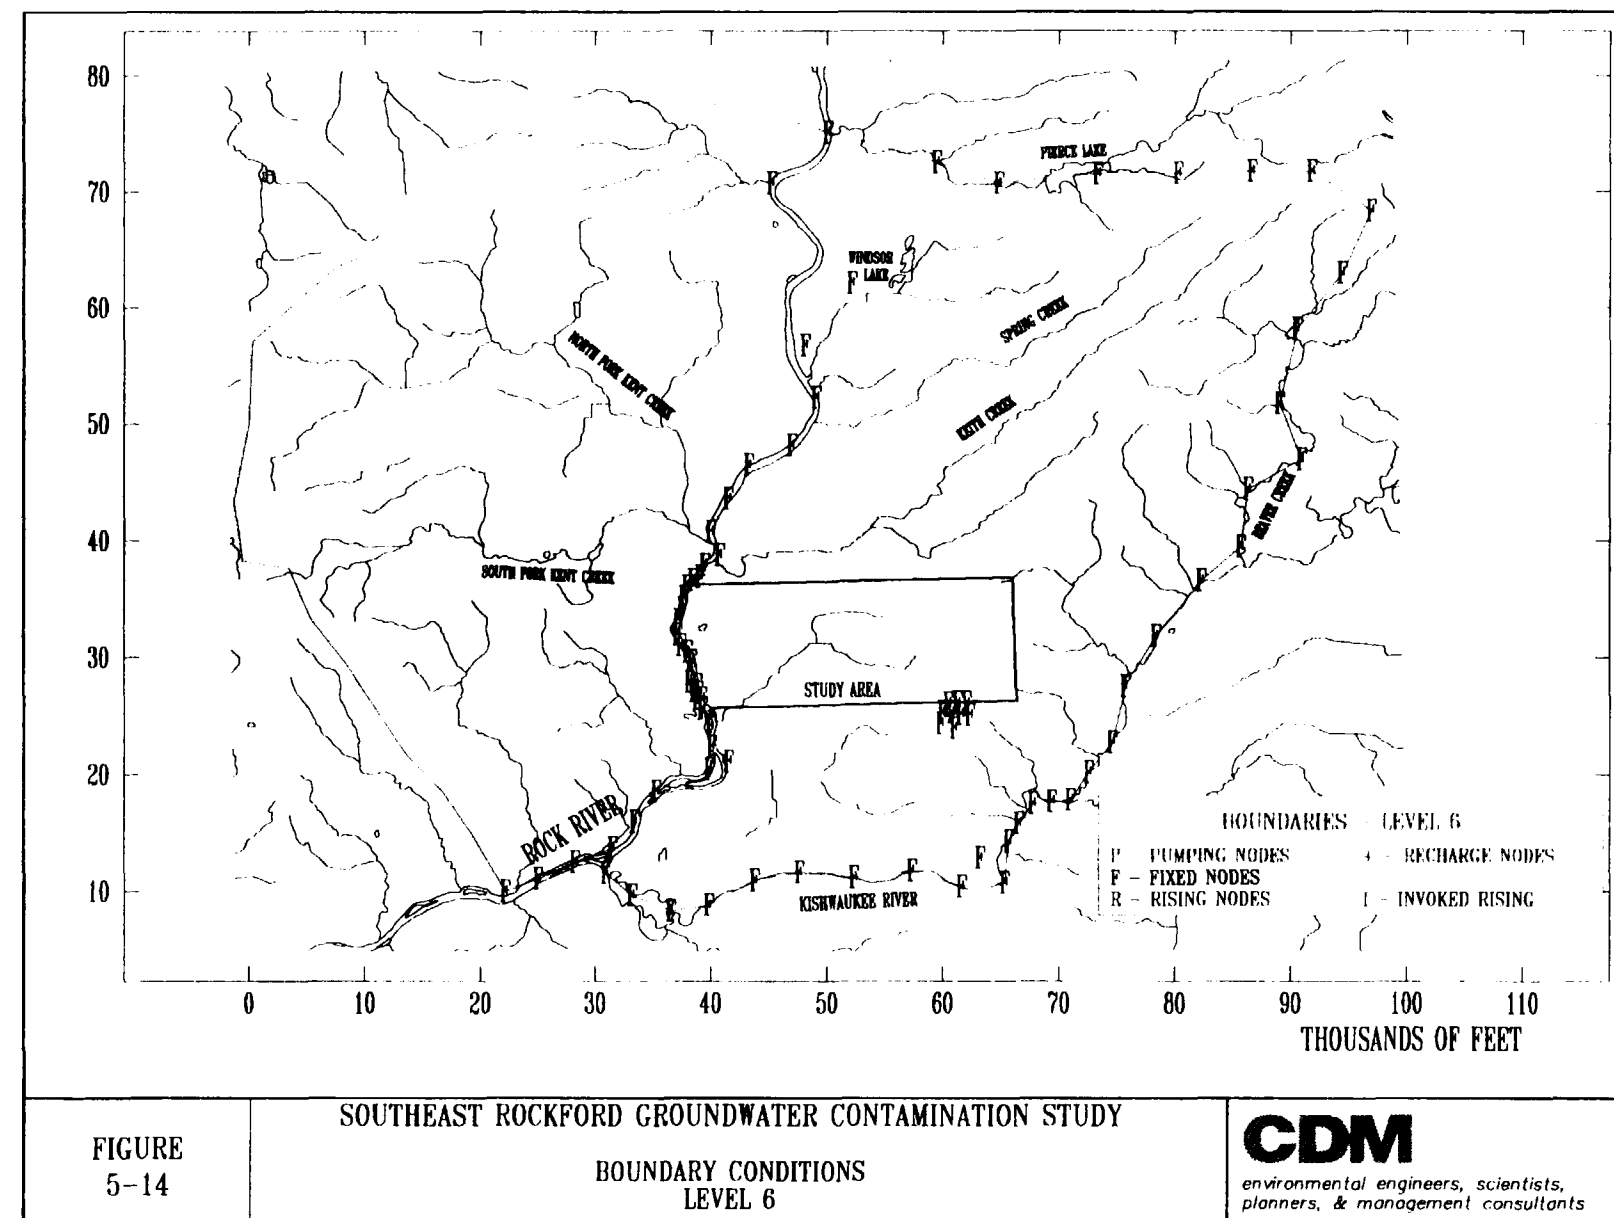 80
70
60
50
40
30
20
10
PIERCE LAKE
WINDSOR
LAKE
SPRING CREEK
NORTH FORK KENT CREEK
KEITH CREEK
BEAVER CREEK
SOUTH FORK KENT CREEK
STUDY AREA
ROCK RIVER
KISHWAUKEE RIVER
BOUNDARIES - LEVEL 6
P - PUMPING NODES
+ - RECHARGE NODES
F - FIXED NODES
R - RISING NODES
I - INVOKED RISING
0 10 20 30 40 50 60 70 80 90 100 110
THOUSANDS OF FEET
FIGURE
5-14
SOUTHEAST ROCKFORD GROUNDWATER CONTAMINATION STUDY
BOUNDARY CONDITIONS
LEVEL 6
CDM
environmental engineers, scientists,
planners, & management consultants